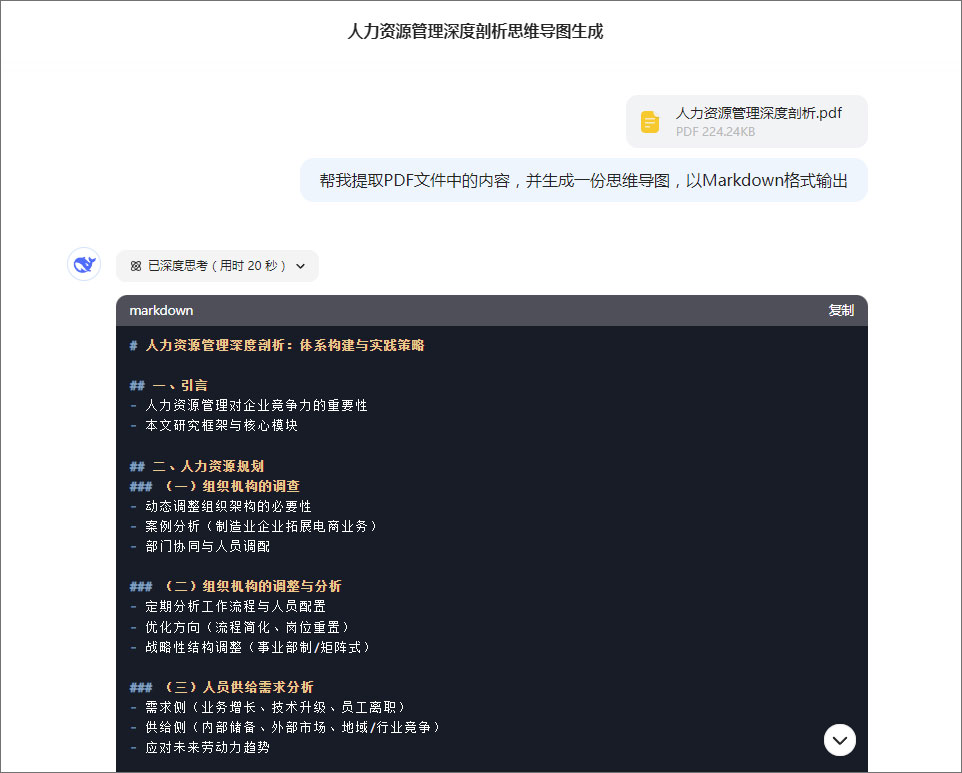 人力资源管理深度剖析思维导图生成
人力资源管理深度剖析.pdf
PDF 224.24KB
帮我提取PDF文件中的内容，并生成一份思维导图，以Markdown格式输出
已深度思考（用时 20 秒）
markdown 复制
# 人力资源管理深度剖析：体系构建与实践策略
## 一、引言
- 人力资源管理对企业竞争力的重要性
- 本文研究框架与核心模块
## 二、人力资源规划
### （一）组织机构的调查
- 动态调整组织架构的必要性
- 案例分析（制造业企业拓展电商业务）
- 部门协同与人员调配
### （二）组织机构的调整与分析
- 定期分析工作流程与人员配置
- 优化方向（流程简化、岗位重置）
- 战略性结构调整（事业部制/矩阵式）
### （三）人员供给需求分析
- 需求侧（业务增长、技术升级、员工离职）
- 供给侧（内部储备、外部市场、地域/行业竞争）
- 应对未来劳动力趋势